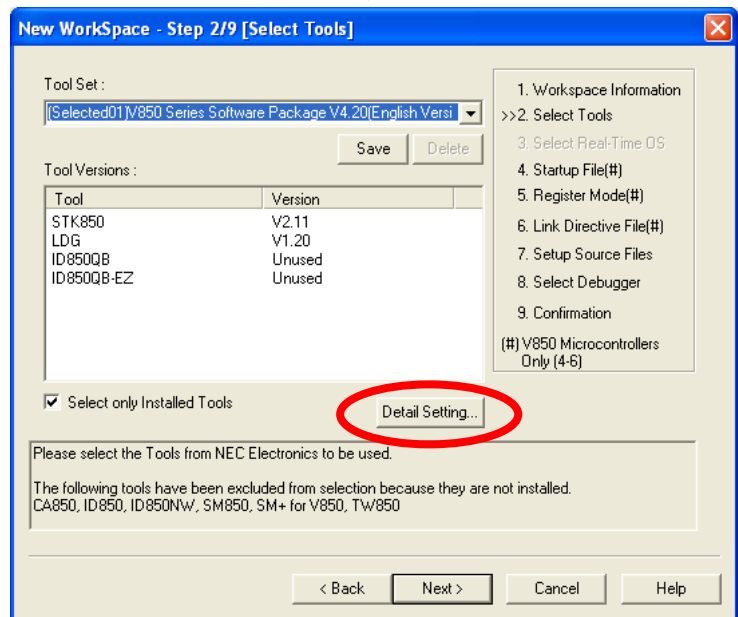 New WorkSpace - Step 2/9 [Select Tools]
Tool Set :
[Selected01]V850 Series Software Package V4.20(English Versi
Save
Delete
Tool Versions :
Tool Version
STK850 V2.11
LDG V1.20
ID850QB Unused
ID850QB-EZ Unused
Select only Installed Tools
Detail Setting...
1. Workspace Information
>>2. Select Tools
3. Select Real-Time OS
4. Startup File(#)
5. Register Mode(#)
6. Link Directive File(#)
7. Setup Source Files
8. Select Debugger
9. Confirmation
(#) V850 Microcontrollers
Only (4-6)
Please select the Tools from NEC Electronics to be used.
The following tools have been excluded from selection because they are not installed.
CA850, ID850, ID850NW, SM850, SM+ for V850, TW850
< Back
Next >
Cancel
Help